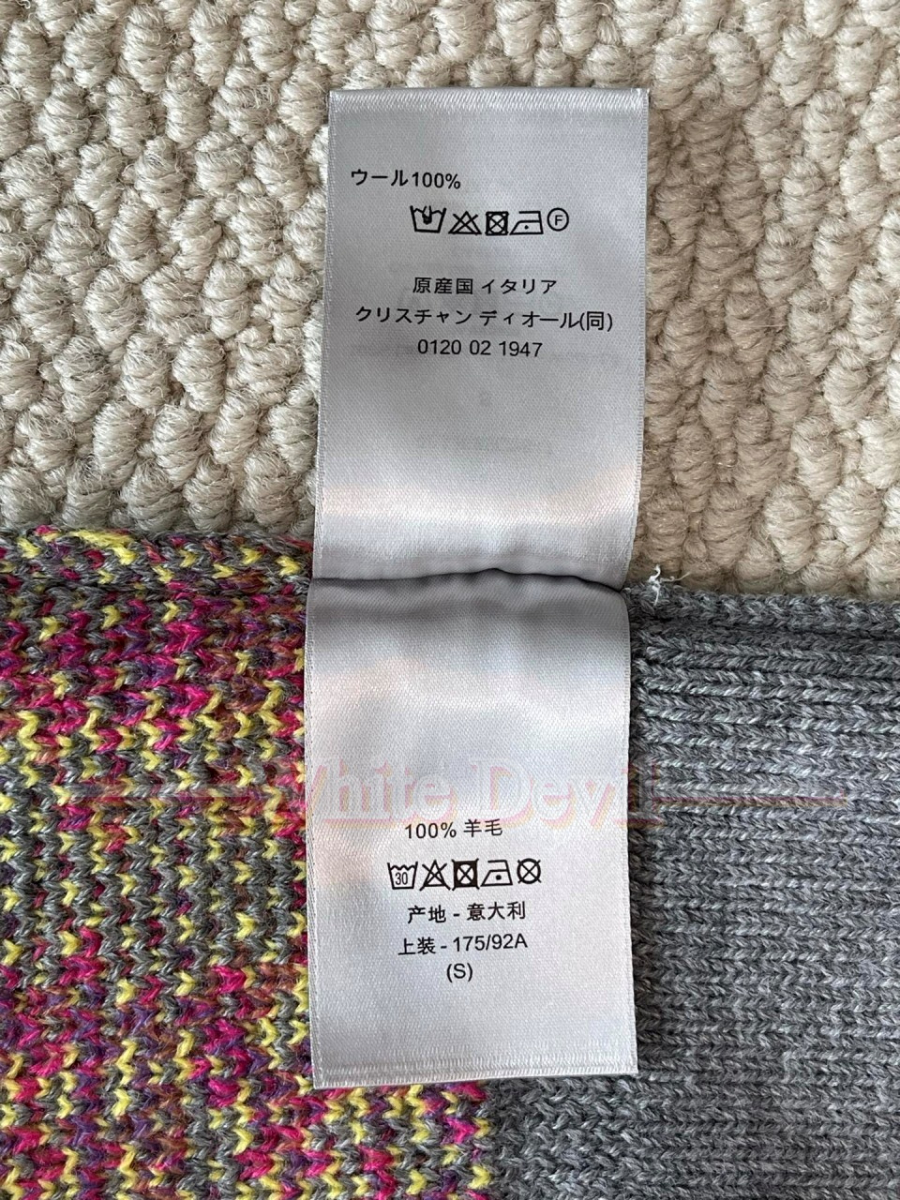 ウール100%
F
原産国 イタリア
クリスチャン ディオール(同)
0120 02 1947
White Devil
100% 羊毛
30
产地 - 意大利
上装 - 175/92A
(S)